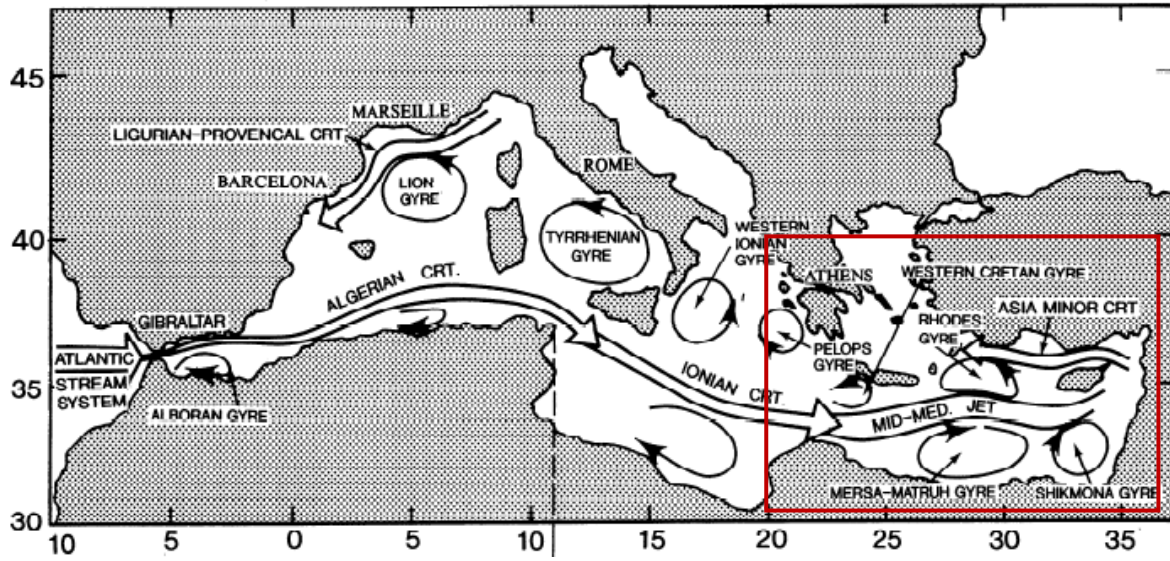 45
40
35
30
10
5
0
5
10
15
20
25
30
35
MARSEILLE
LIGURIAN-PROVENCAL CRT
BARCELONA
LION
GYRE
ROME
TYRRHENIAN
GYRE
WESTERN
IONIAN
GYRE
ATHENS
WESTERN CRETAN GYRE
ALGERIAN CRT.
GIBRALTAR
ATLANTIC
STREAM
SYSTEM
ALBORAN GYRE
IONIAN CRT.
PELOPS
GYRE
RHODES
GYRE
ASIA MINOR CRT
MID-MED. JET
MERSA-MATRUH GYRE
SHIKMONA GYRE